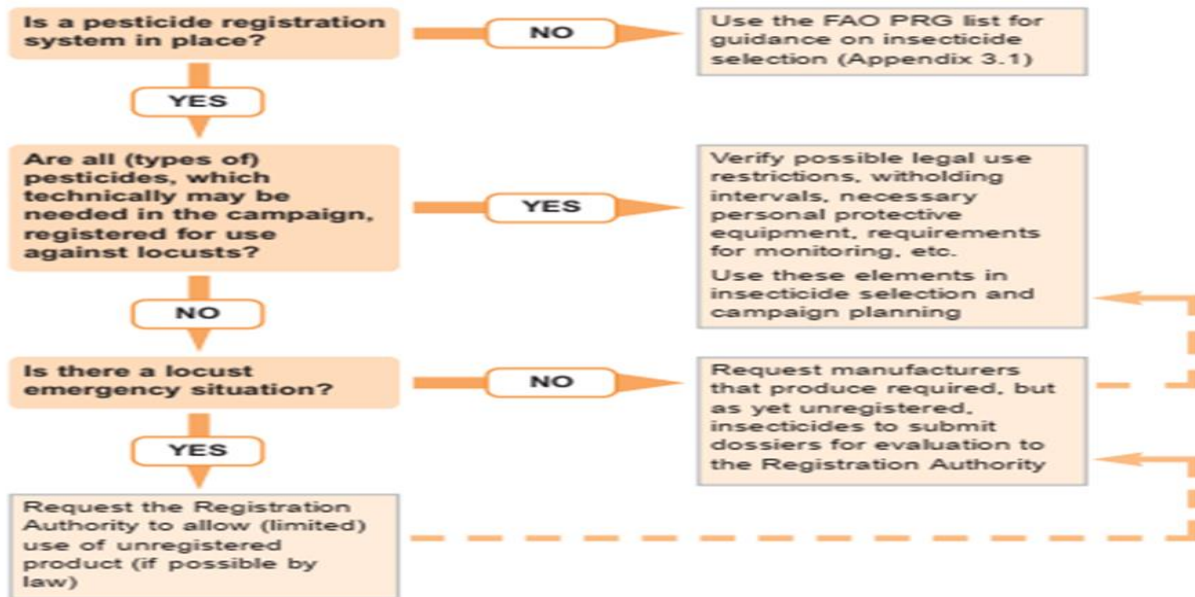 Is a pesticide registration
system in place?
NO
Use the FAO PRG list for
guidance on insecticide
selection (Appendix 3.1)
YES
Are all (types of)
pesticides, which
technically may be
needed in the campaign,
registered for use
against locusts?
YES
Verify possible legal use
restrictions, witholding
intervals, necessary
personal protective
equipment, requirements
for monitoring, etc.
Use these elements in
insecticide selection and
campaign planning
NO
Is there a locust
emergency situation?
NO
Request manufacturers
that produce required, but
as yet unregistered,
insecticides to submit
dossiers for evaluation to
the Registration Authority
YES
Request the Registration
Authority to allow (limited)
use of unregistered
product (if possible by
law)